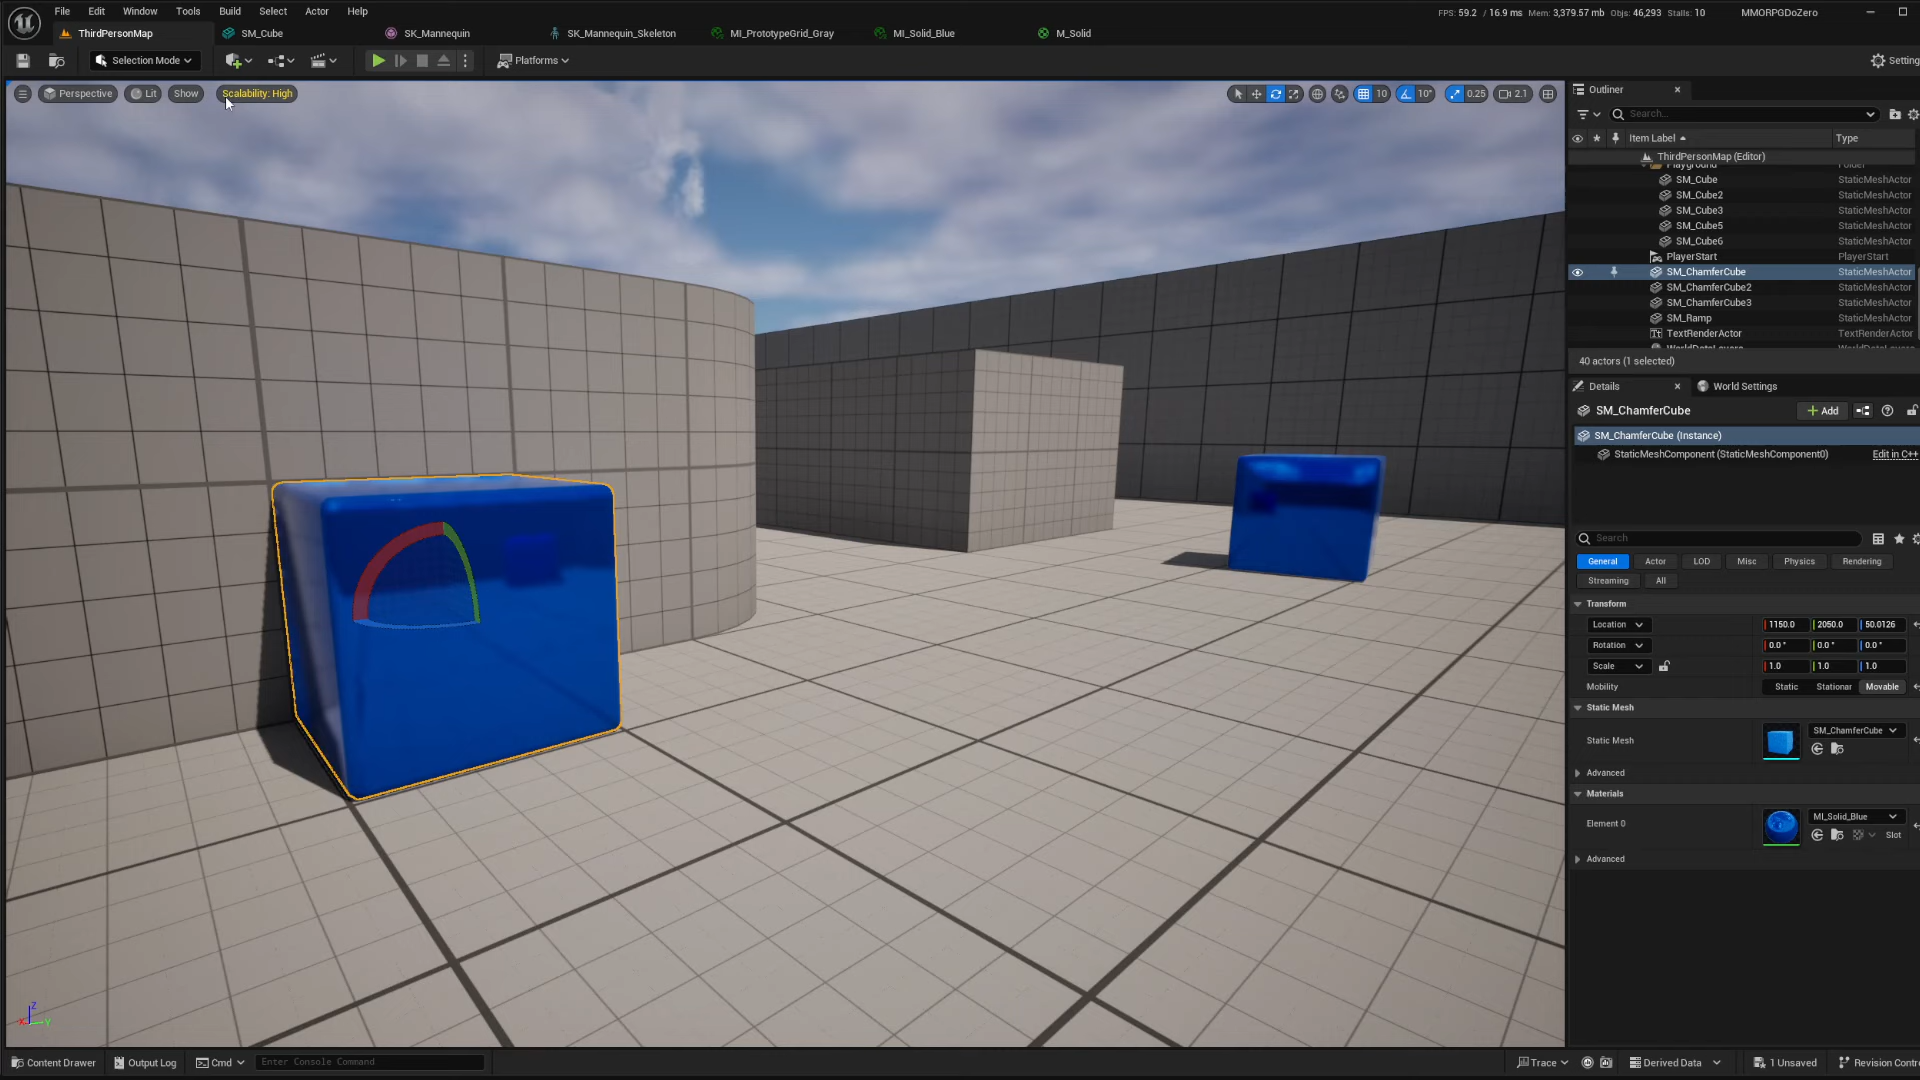 File Edit Window Tools Build Select Actor Help
FPS: 59.2 / 16.9 ms Mem: 3,379.57 mb Objs: 46,293 Stalls: 10 MMORPGDoZero
ThirdPersonMap SM_Cube SK_Mannequin SK_Mannequin_Skeleton MI_PrototypeGrid_Gray MI_Solid_Blue M_Solid
Selection Mode Platforms Setting
Perspective Lit Show Scalability: High 10 10° 0.25 2.1
Outliner
Search...
Item Label Type
ThirdPersonMap (Editor)
Playground Folder
SM_Cube StaticMeshActor
SM_Cube2 StaticMeshActor
SM_Cube3 StaticMeshActor
SM_Cube5 StaticMeshActor
SM_Cube6 StaticMeshActor
PlayerStart PlayerStart
SM_ChamferCube StaticMeshActor
SM_ChamferCube2 StaticMeshActor
SM_ChamferCube3 StaticMeshActor
SM_Ramp StaticMeshActor
TextRenderActor TextRenderActor
40 actors (1 selected)
Details World Settings
SM_ChamferCube Add
SM_ChamferCube (Instance)
StaticMeshComponent (StaticMeshComponent0) Edit in C++
Search
General Actor LOD Misc Physics Rendering
Streaming All
Transform
Location 1150.0 2050.0 50.0126
Rotation 0.0° 0.0° 0.0°
Scale 1.0 1.0 1.0
Mobility Static Stationar Movable
Static Mesh
Static Mesh SM_ChamferCube
Advanced
Materials
Element 0 MI_Solid_Blue
Slot
Advanced
Z
X Y
Content Drawer Output Log Cmd Enter Console Command Trace Derived Data 1 Unsaved Revision Contr